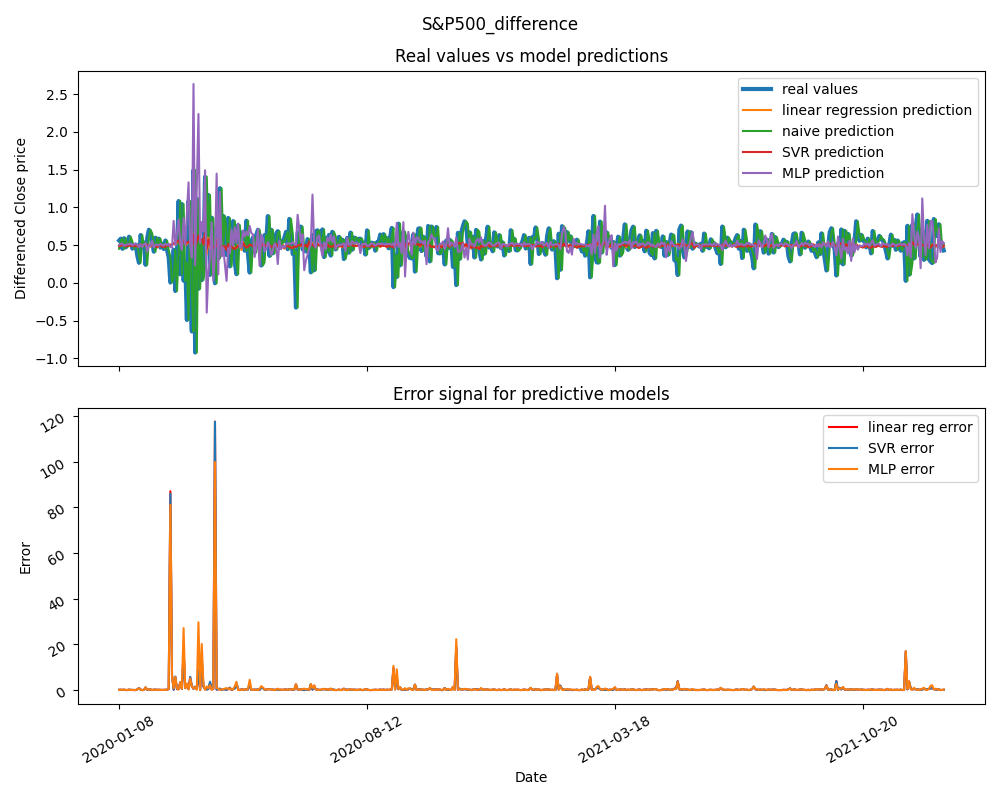 S&P500_difference
Real values vs model predictions
Differenced Close price
2.5
2.0
1.5
1.0
0.5
0.0
−0.5
−1.0
real values
linear regression prediction
naive prediction
SVR prediction
MLP prediction
Error signal for predictive models
Error
120
100
80
60
40
20
0
linear reg error
SVR error
MLP error
2020-01-08
2020-08-12
2021-03-18
2021-10-20
Date